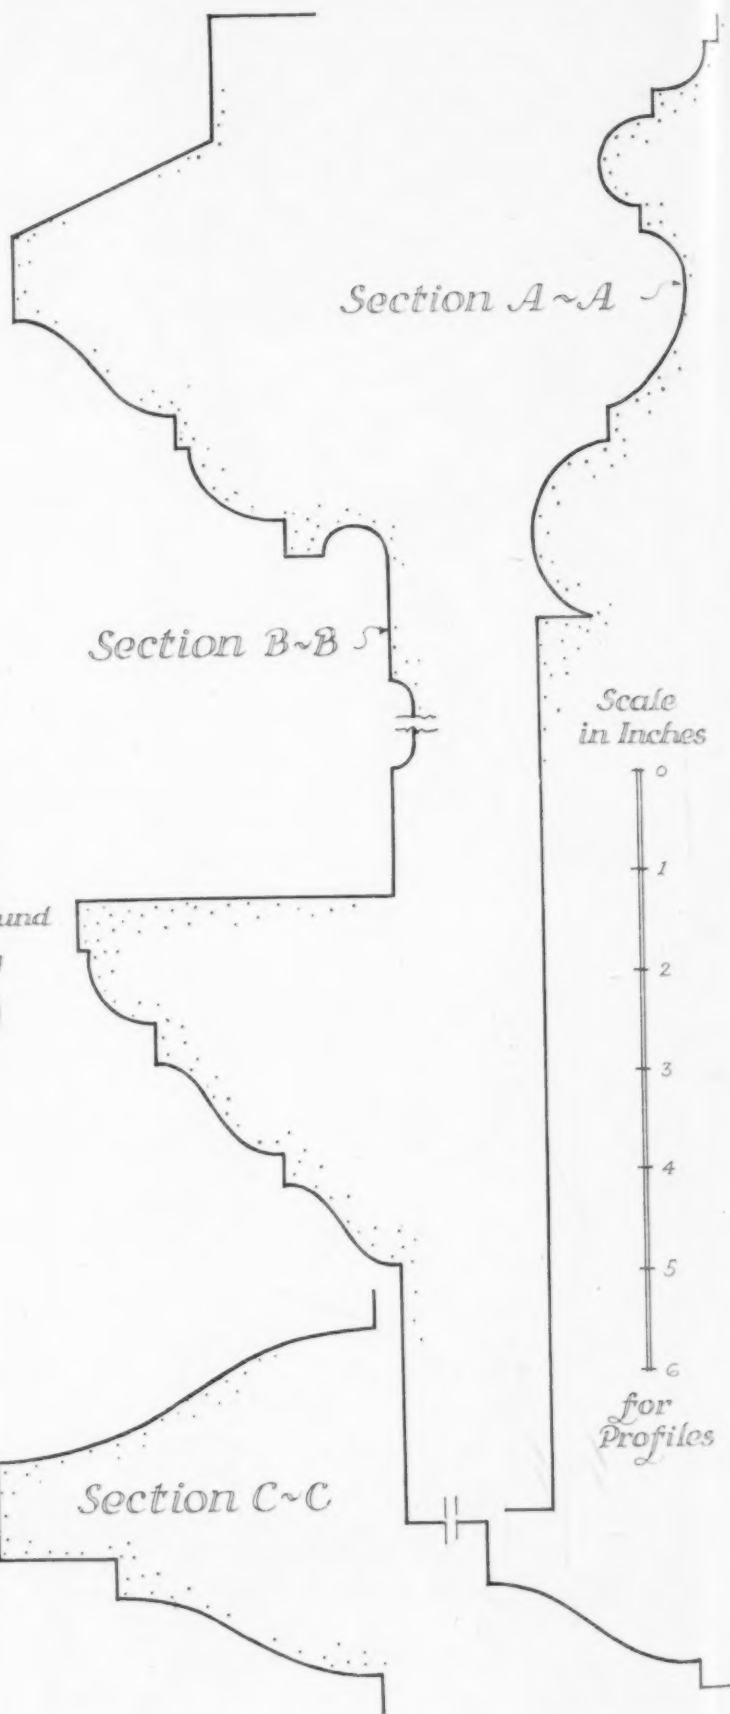 Section A~A
Section B~B
Scale
in Inches
0
1
2
3
4
5
6
for
Profiles
Section C~C